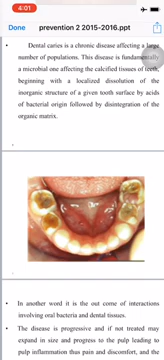 4:01
Done prevention 2 2015-2016.ppt
• Dental caries is a chronic disease affecting a large
number of populations. This disease is fundamentally
a microbial one affecting the calcified tissues of teeth,
beginning with a localized dissolution of the
inorganic structure of a given tooth surface by acids
of bacterial origin followed by disintegration of the
organic matrix.
• In another word it is the out come of interactions
involving oral bacteria and dental tissues.
• The disease is progressive and if not treated may
expand in size and progress to the pulp leading to
pulp inflammation thus pain and discomfort, and the